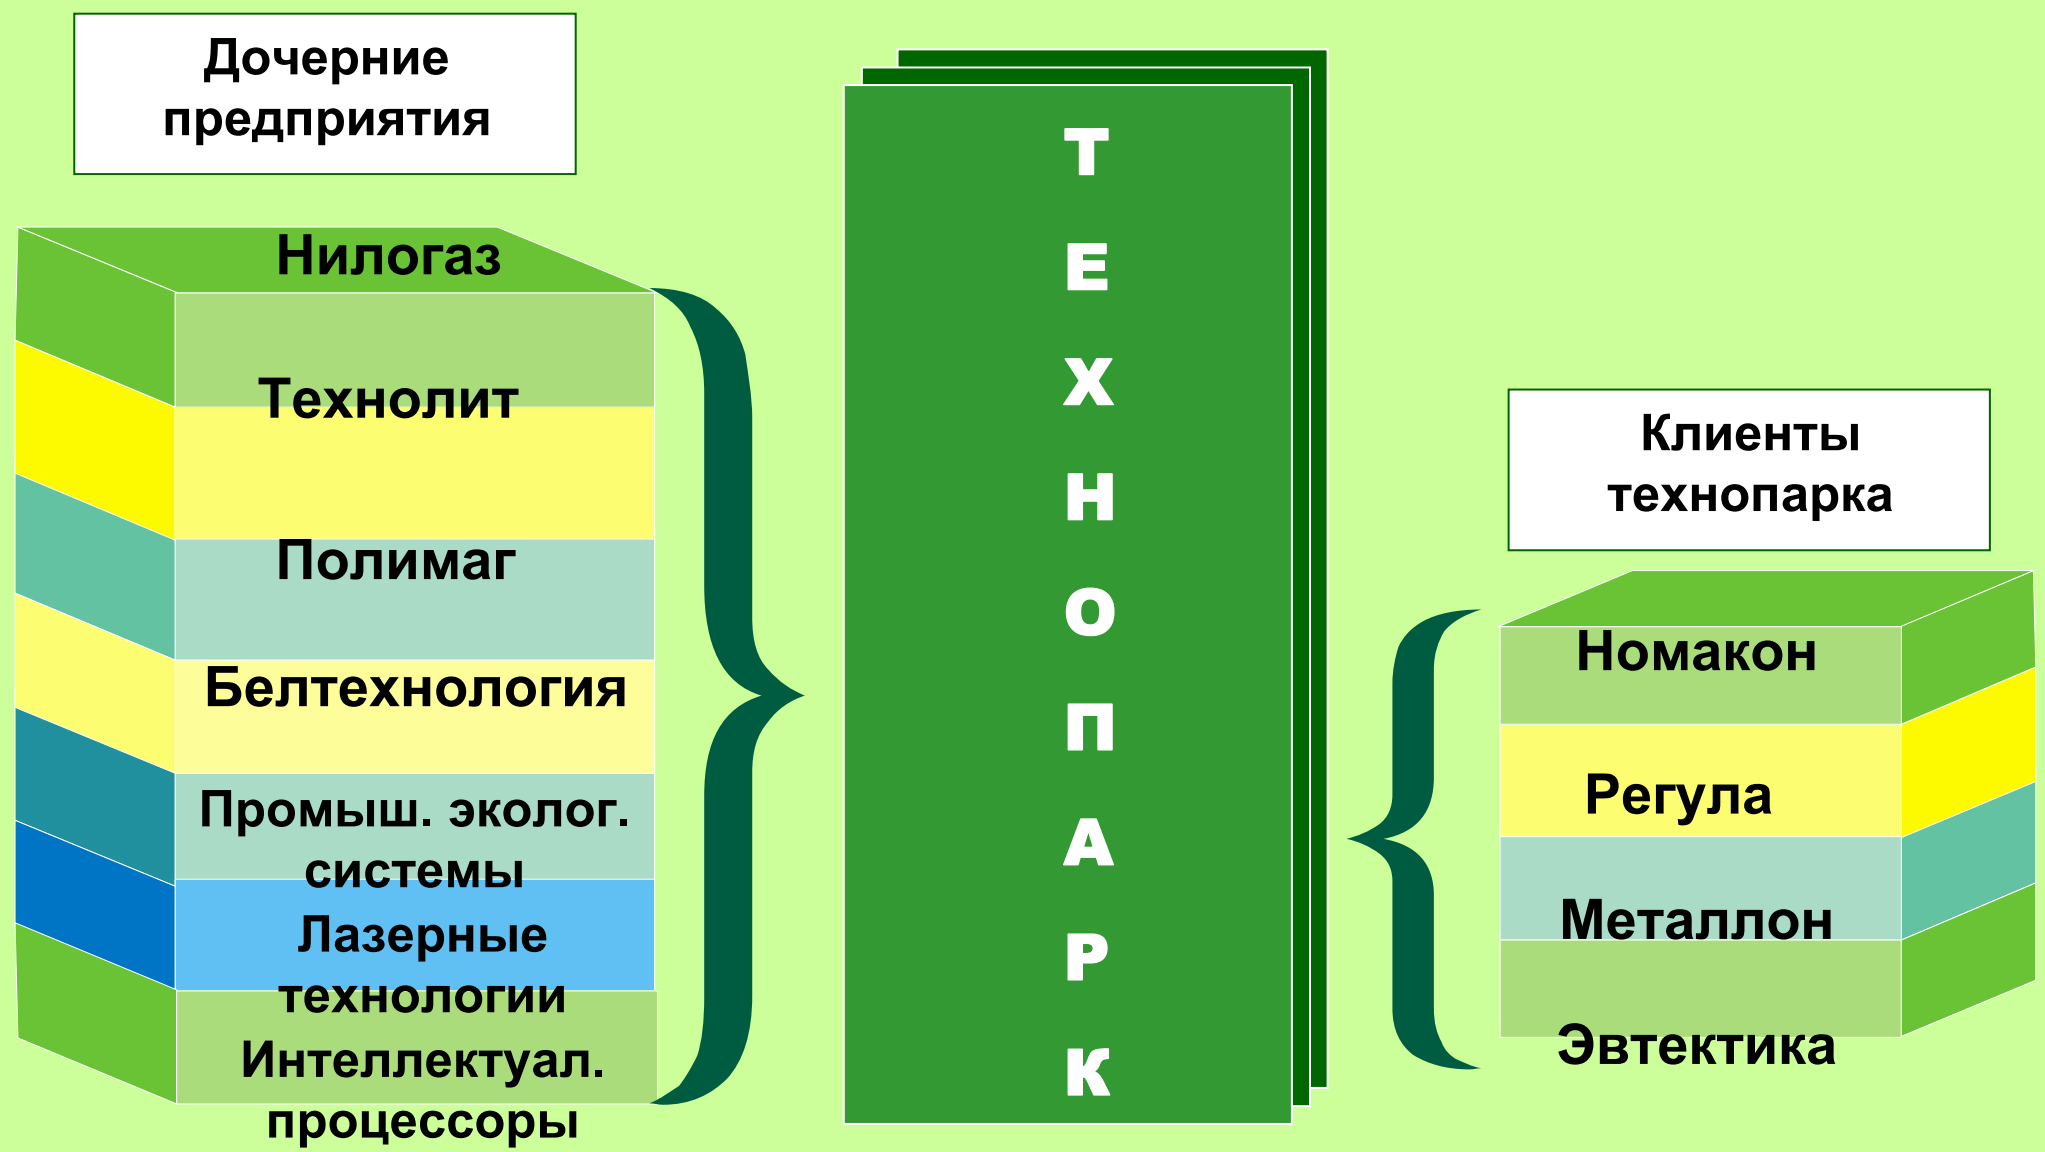 Дочерние
предприятия
Нилогаз
Технолит
Полимаг
Белтехнология
Промыш. эколог.
системы
Лазерные
технологии
Интеллектуал.
процессоры
Т
Е
Х
Н
О
П
А
Р
К
Клиенты
технопарка
Номакон
Регула
Металлон
Эвтектика